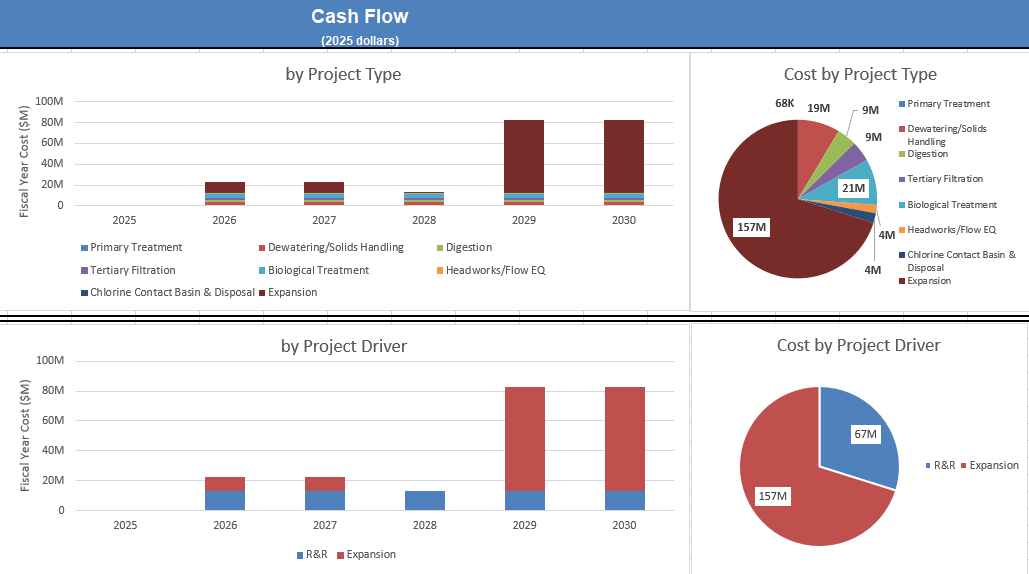 Cash Flow
(2025 dollars)
by Project Type
Fiscal Year Cost ($M)
100M
80M
60M
40M
20M
0
2025 2026 2027 2028 2029 2030
Primary Treatment Dewatering/Solids Handling Digestion
Tertiary Filtration Biological Treatment Headworks/Flow EQ
Chlorine Contact Basin & Disposal Expansion
Cost by Project Type
68K 19M 9M
9M
21M
157M
4M
4M
Primary Treatment
Dewatering/Solids
Handling
Digestion
Tertiary Filtration
Biological Treatment
Headworks/Flow EQ
Chlorine Contact Basin &
Disposal
Expansion
by Project Driver
Fiscal Year Cost ($M)
100M
80M
60M
40M
20M
0
2025 2026 2027 2028 2029 2030
R&R Expansion
Cost by Project Driver
67M
157M
R&R Expansion